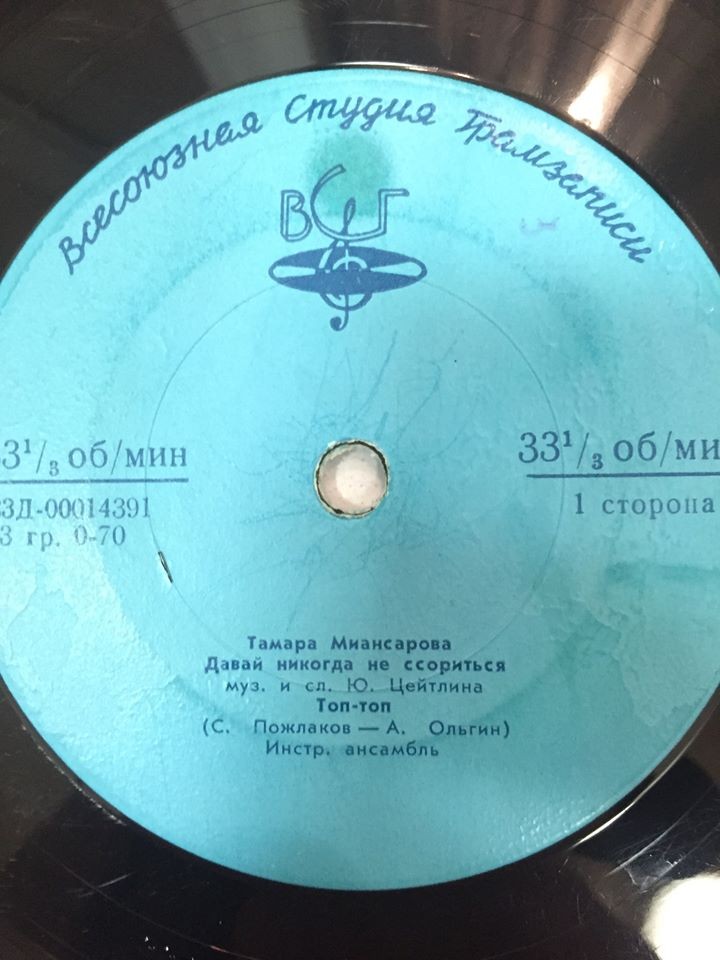 Всесоюзная Студия Грамзаписи
ВСГ
33¹/₃ об/мин
33Д-00014391
3 гр. 0-70
33¹/₃ об/ми
1 сторона
Тамара Миансарова
Давай никогда не ссориться
муз. и сл. Ю. Цейтлина
Топ-топ
(С. Пожлаков — А. Ольгин)
Инстр. ансамбль